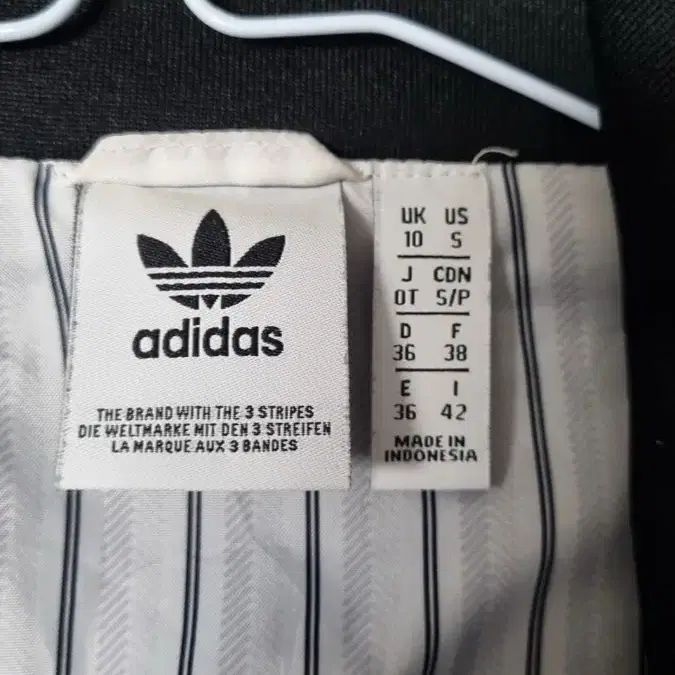 adidas
THE BRAND WITH THE 3 STRIPES
DIE WELTMARKE MIT DEN 3 STREIFEN
LA MARQUE AUX 3 BANDES
UK US
10 S
J CDN
OT S/P
D F
36 38
E I
36 42
MADE IN
INDONESIA